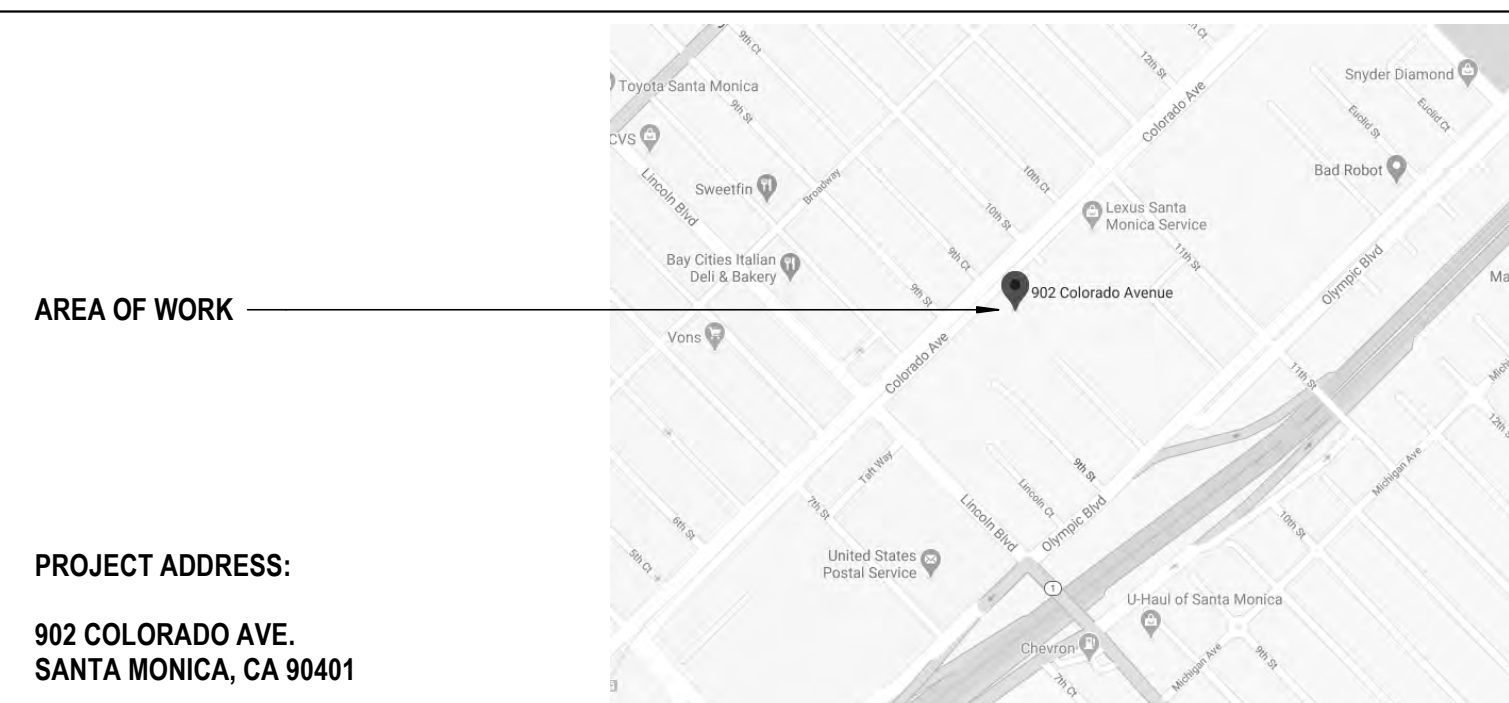 9th Ct
12th St
Snyder Diamond
Toyota Santa Monica
9th St
Colorado Ave
Euclid St
Euclid Ct
CVS
Lincoln Blvd
Sweetfin
Broadway
10th Ct
Bad Robot
10th St
Lexus Santa
Monica Service
11th St
Bay Cities Italian
Deli & Bakery
9th Ct
9th St
Olympic Blvd
Ma
AREA OF WORK
902 Colorado Avenue
Vons
Colorado Ave
11th St
Mich
12th S
Taft Way
9th St
Lincoln Ct
Michigan Ave
7th St
Lincoln Blvd
Olympic Blvd
10th St
6th St
5th Ct
United States
Postal Service
PROJECT ADDRESS:
1
U-Haul of Santa Monica
902 COLORADO AVE.
SANTA MONICA, CA 90401
Chevron
Michigan Ave
9th St
7th Ct